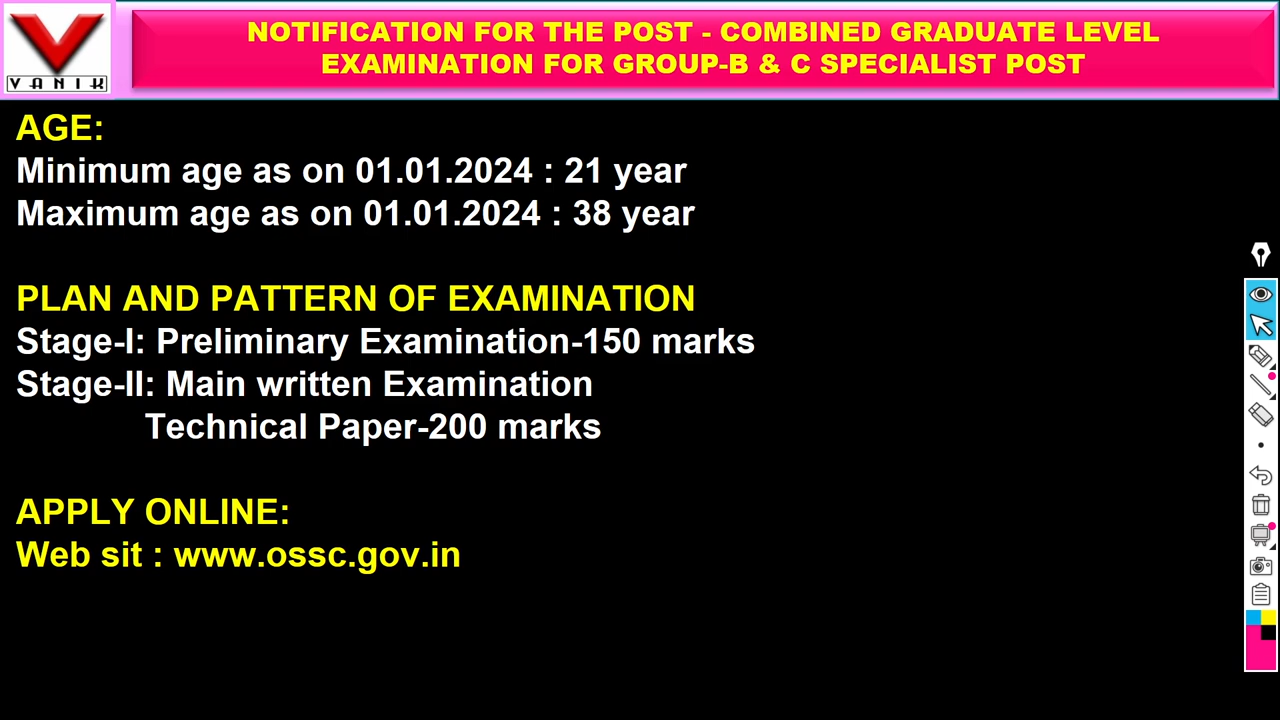 VANIK
NOTIFICATION FOR THE POST - COMBINED GRADUATE LEVEL
EXAMINATION FOR GROUP-B & C SPECIALIST POST
AGE:
Minimum age as on 01.01.2024 : 21 year
Maximum age as on 01.01.2024 : 38 year
PLAN AND PATTERN OF EXAMINATION
Stage-I: Preliminary Examination-150 marks
Stage-II: Main written Examination
Technical Paper-200 marks
APPLY ONLINE:
Web sit : www.ossc.gov.in